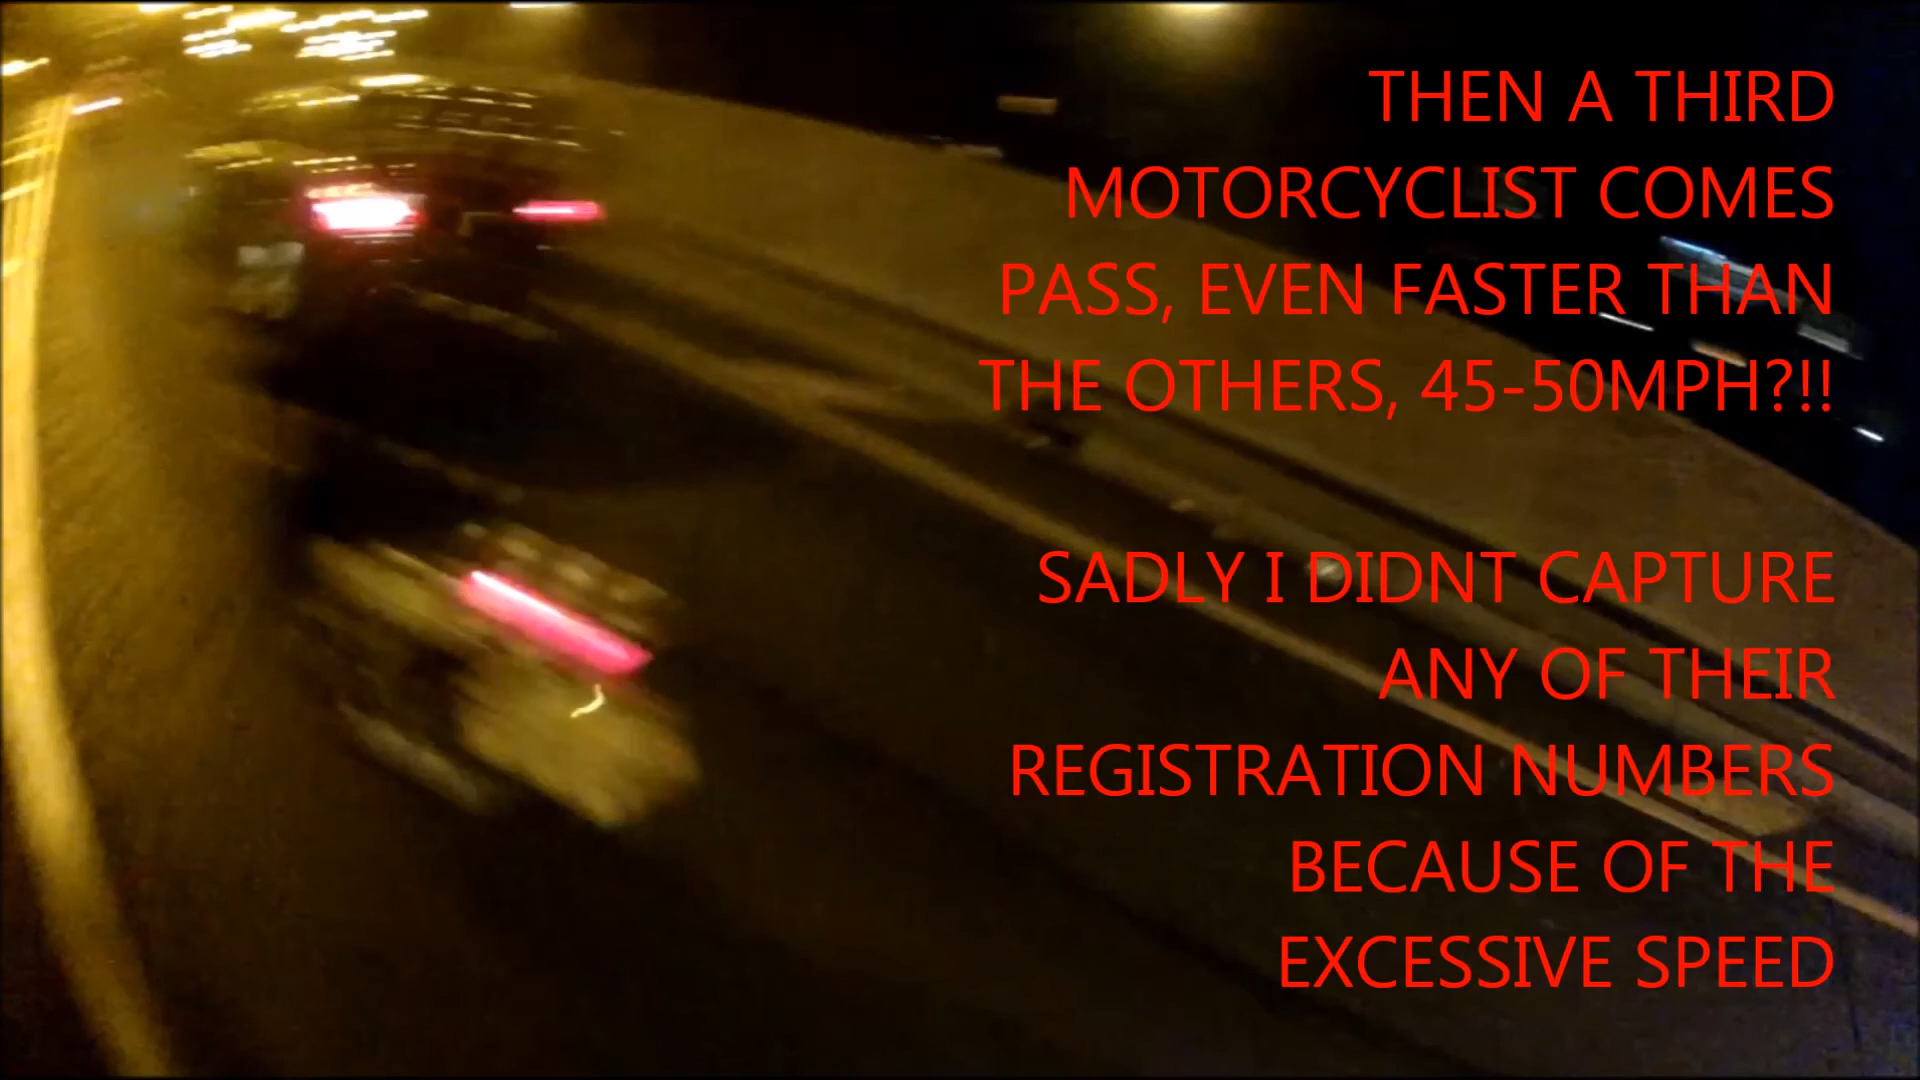 THEN A THIRD
MOTORCYCLIST COMES
PASS, EVEN FASTER THAN
THE OTHERS, 45-50MPH?!!
SADLY I DIDNT CAPTURE
ANY OF THEIR
REGISTRATION NUMBERS
BECAUSE OF THE
EXCESSIVE SPEED